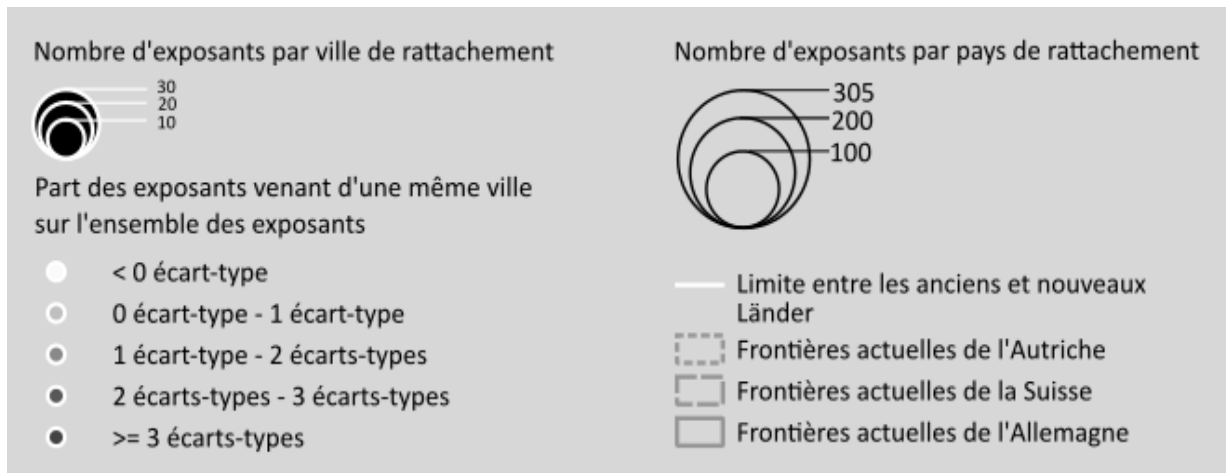 Nombre d'exposants par ville de rattachement
30
20
10
Part des exposants venant d'une même ville
sur l'ensemble des exposants
< 0 écart-type
0 écart-type - 1 écart-type
1 écart-type - 2 écarts-types
2 écarts-types - 3 écarts-types
>= 3 écarts-types
Nombre d'exposants par pays de rattachement
305
200
100
Limite entre les anciens et nouveaux
Länder
Frontières actuelles de l'Autriche
Frontières actuelles de la Suisse
Frontières actuelles de l'Allemagne